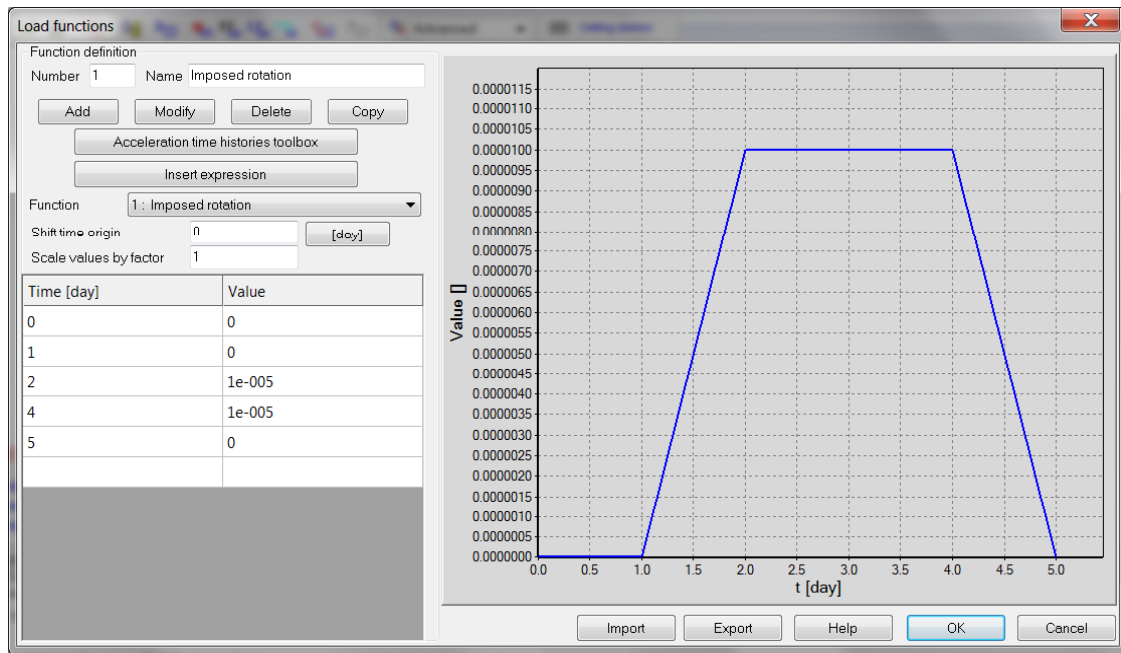 Load functions
Function definition
Number 1 Name Imposed rotation
Add Modify Delete Copy
Acceleration time histories toolbox
Insert expression
Function 1 : Imposed rotation
Shift time origin 0 [day]
Scale values by factor 1
Time [day] Value
0 0
1 0
2 1e-005
4 1e-005
5 0
Value []
0.0000115
0.0000110
0.0000105
0.0000100
0.0000095
0.0000090
0.0000085
0.0000080
0.0000075
0.0000070
0.0000065
0.0000060
0.0000055
0.0000050
0.0000045
0.0000040
0.0000035
0.0000030
0.0000025
0.0000020
0.0000015
0.0000010
0.0000005
0.0000000
0.0 0.5 1.0 1.5 2.0 2.5 3.0 3.5 4.0 4.5 5.0
t [day]
Import Export Help OK Cancel